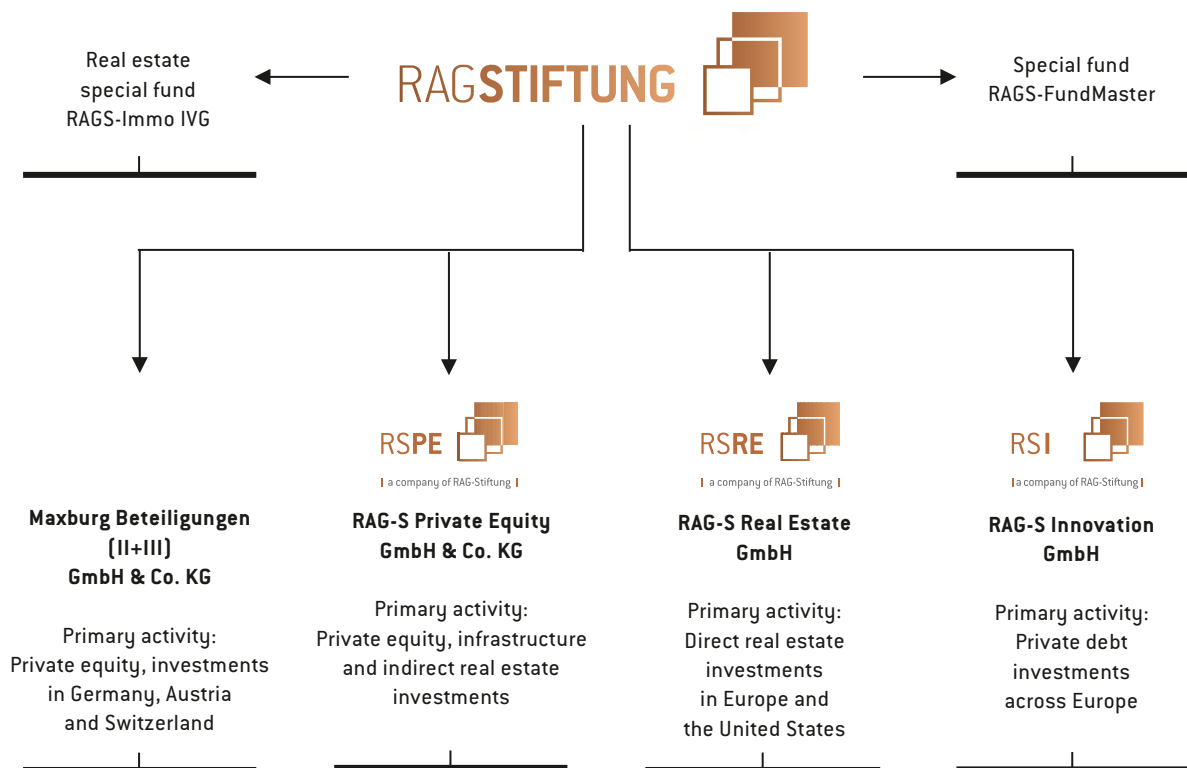 Real estate
special fund
RAGS-Immo IVG
RAGSTIFTUNG
Special fund
RAGS-FundMaster
Maxburg Beteiligungen
(II+III)
GmbH & Co. KG
Primary activity:
Private equity, investments
in Germany, Austria
and Switzerland
RSPE
a company of RAG-Stiftung
RAG-S Private Equity
GmbH & Co. KG
Primary activity:
Private equity, infrastructure
and indirect real estate
investments
RSRE
a company of RAG-Stiftung
RAG-S Real Estate
GmbH
Primary activity:
Direct real estate
investments
in Europe and
the United States
RSI
a company of RAG-Stiftung
RAG-S Innovation
GmbH
Primary activity:
Private debt
investments
across Europe